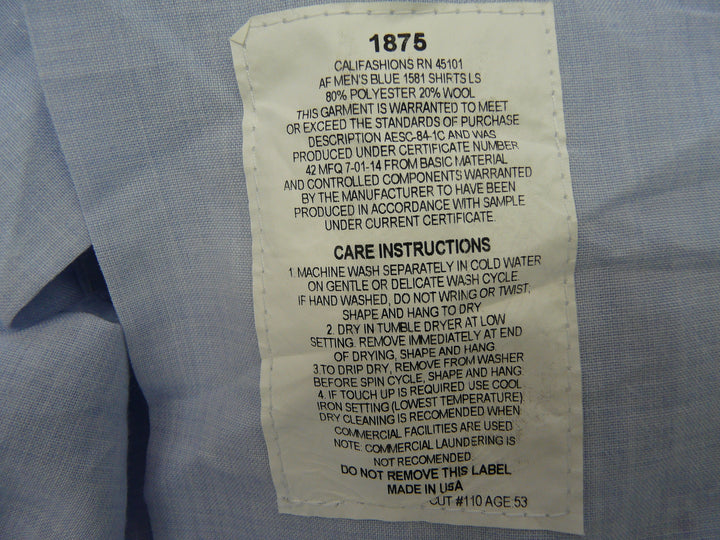 1875
CALIFASHIONS RN 45101
AF MEN'S BLUE 1581 SHIRTS LS
80% POLYESTER 20% WOOL
THIS GARMENT IS WARRANTED TO MEET
OR EXCEED THE STANDARDS OF PURCHASE
DESCRIPTION AESC-84-1C AND WAS
PRODUCED UNDER CERTIFICATE NUMBER
42 MFQ 7-01-14 FROM BASIC MATERIAL
AND CONTROLLED COMPONENTS WARRANTED
BY THE MANUFACTURER TO HAVE BEEN
PRODUCED IN ACCORDANCE WITH SAMPLE
UNDER CURRENT CERTIFICATE.
CARE INSTRUCTIONS
1. MACHINE WASH SEPARATELY IN COLD WATER
ON GENTLE OR DELICATE WASH CYCLE.
IF HAND WASHED, DO NOT WRING OR TWIST,
SHAPE AND HANG TO DRY
2. DRY IN TUMBLE DRYER AT LOW
SETTING. REMOVE IMMEDIATELY AT END
OF DRYING, SHAPE AND HANG
3.TO DRIP DRY, REMOVE FROM WASHER
BEFORE SPIN CYCLE, SHAPE AND HANG
4. IF TOUCH UP IS REQUIRED USE COOL
IRON SETTING (LOWEST TEMPERATURE)
DRY CLEANING IS RECOMENDED WHEN
COMMERCIAL FACILITIES ARE USED
NOTE: COMMERCIAL LAUNDERING IS
NOT RECOMENDED.
DO NOT REMOVE THIS LABEL
MADE IN USA
CUT #110 AGE 53